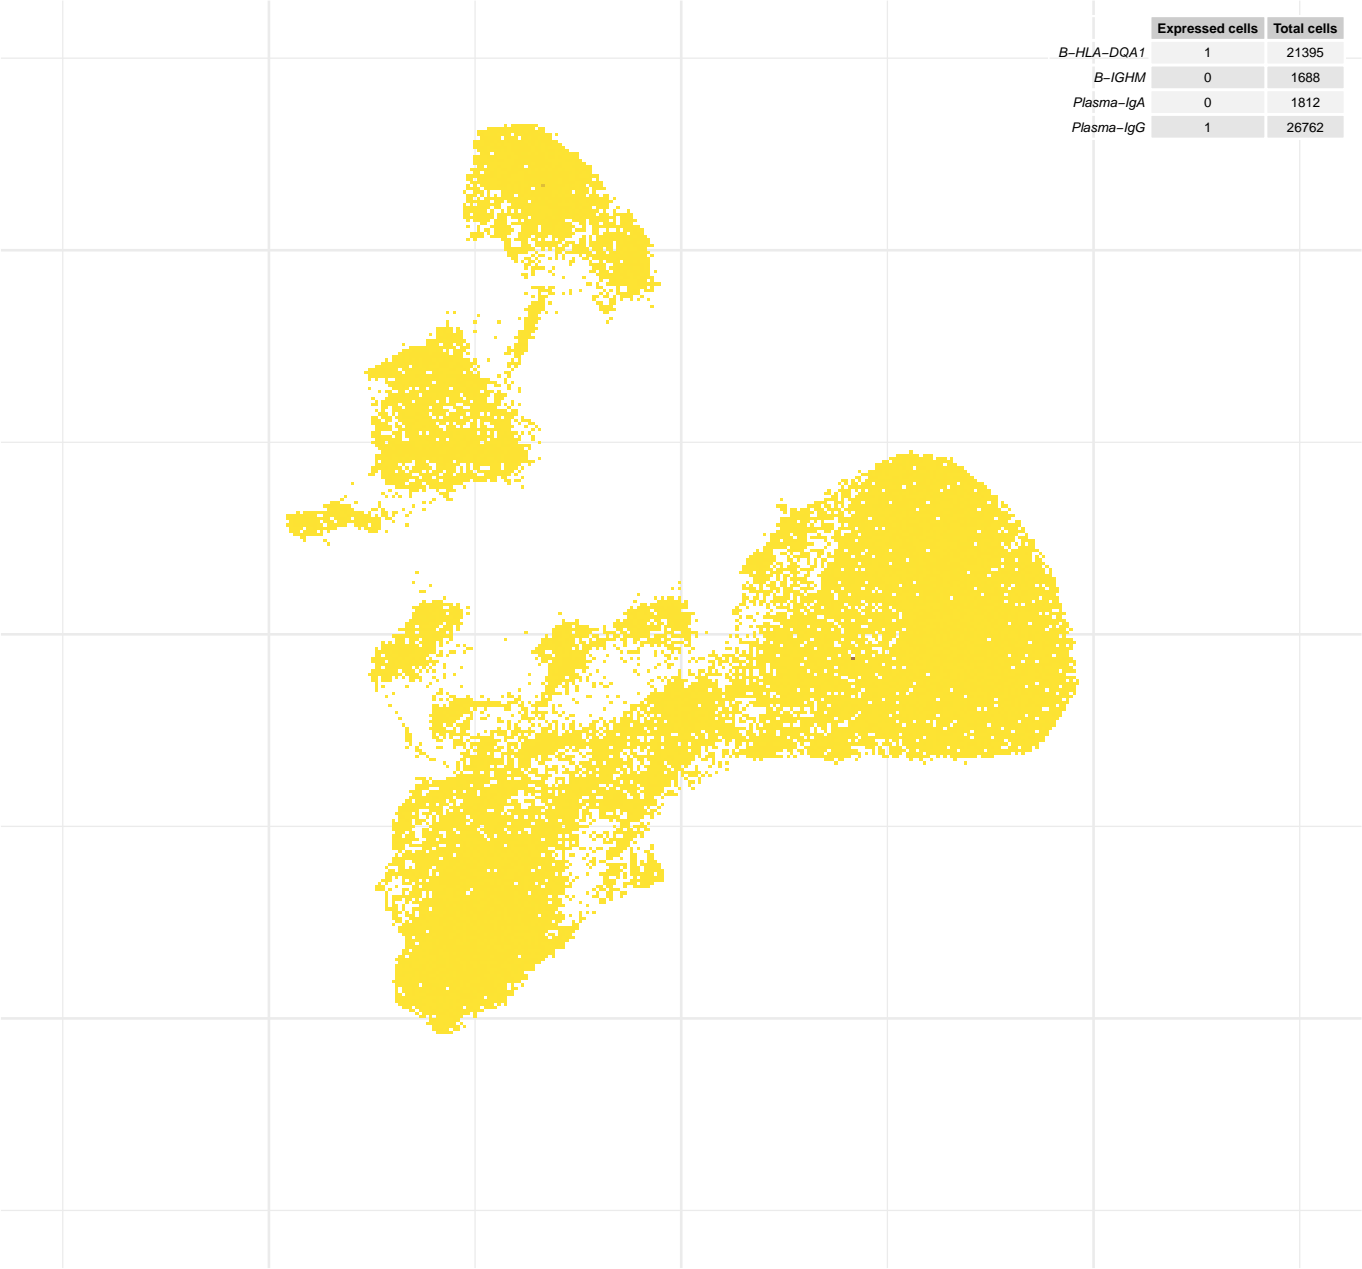 Expressed cells Total cells
B−HLA−DQA1 1 21395
B−IGHM 0 1688
Plasma−IgA 0 1812
Plasma−IgG 1 26762